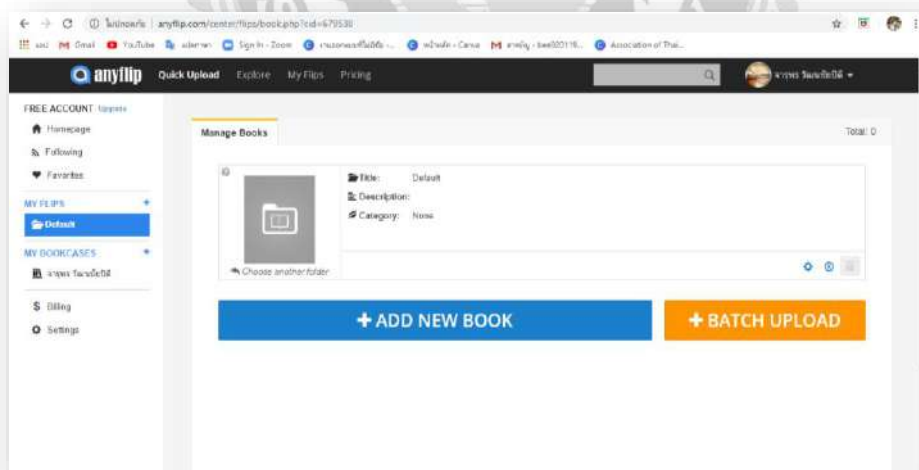 anyflip.com/center/flips/book.php?cid=679538
Gmail YouTube Sign In - Zoom Association of Thai...
anyflip Quick Upload Explore My Flips Pricing
FREE ACCOUNT Upgrade
Homepage
Following
Favorites
MY FLIPS +
Default
MY BOOKCASES +
Billing
Settings
Manage Books Total: 0
Title: Default
Description:
Category: None
Choose another folder
+ ADD NEW BOOK + BATCH UPLOAD